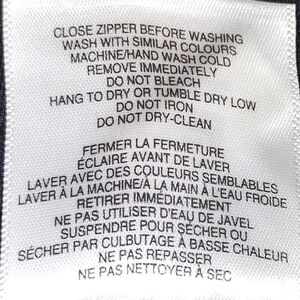 CLOSE ZIPPER BEFORE WASHING
WASH WITH SIMILAR COLOURS
MACHINE/HAND WASH COLD
REMOVE IMMEDIATELY
DO NOT BLEACH
HANG TO DRY OR TUMBLE DRY LOW
DO NOT IRON
DO NOT DRY-CLEAN
FERMER LA FERMETURE
ÉCLAIRE AVANT DE LAVER
LAVER AVEC DES COULEURS SEMBLABLES
LAVER À LA MACHINE/À LA MAIN À L'EAU FROIDE
RETIRER IMMÉDIATEMENT
NE PAS UTILISER D'EAU DE JAVEL
SUSPENDRE POUR SÉCHER OU
SÉCHER PAR CULBUTAGE À BASSE CHALEUR
NE PAS REPASSER
NE PAS NETTOYER À SEC